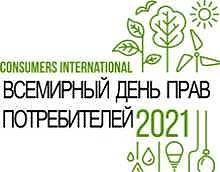 CONSUMERS INTERNATIONAL
ВСЕМИРНЫЙ ДЕНЬ ПРАВ
ПОТРЕБИТЕЛЕЙ 2021